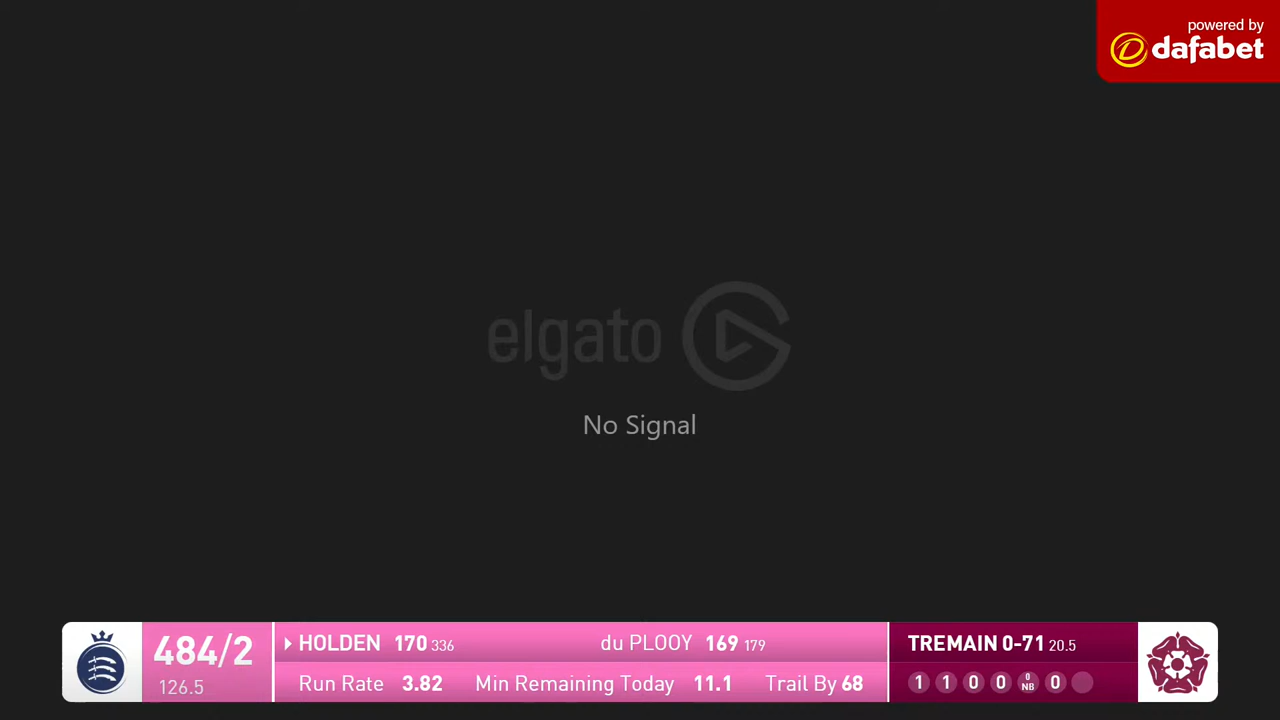 powered by
dafabet
elgato
No Signal
484/2
126.5
HOLDEN 170 336 du PLOOY 169 179
Run Rate 3.82 Min Remaining Today 11.1 Trail By 68
TREMAIN 0-71 20.5
1 1 0 0 0 NB 0